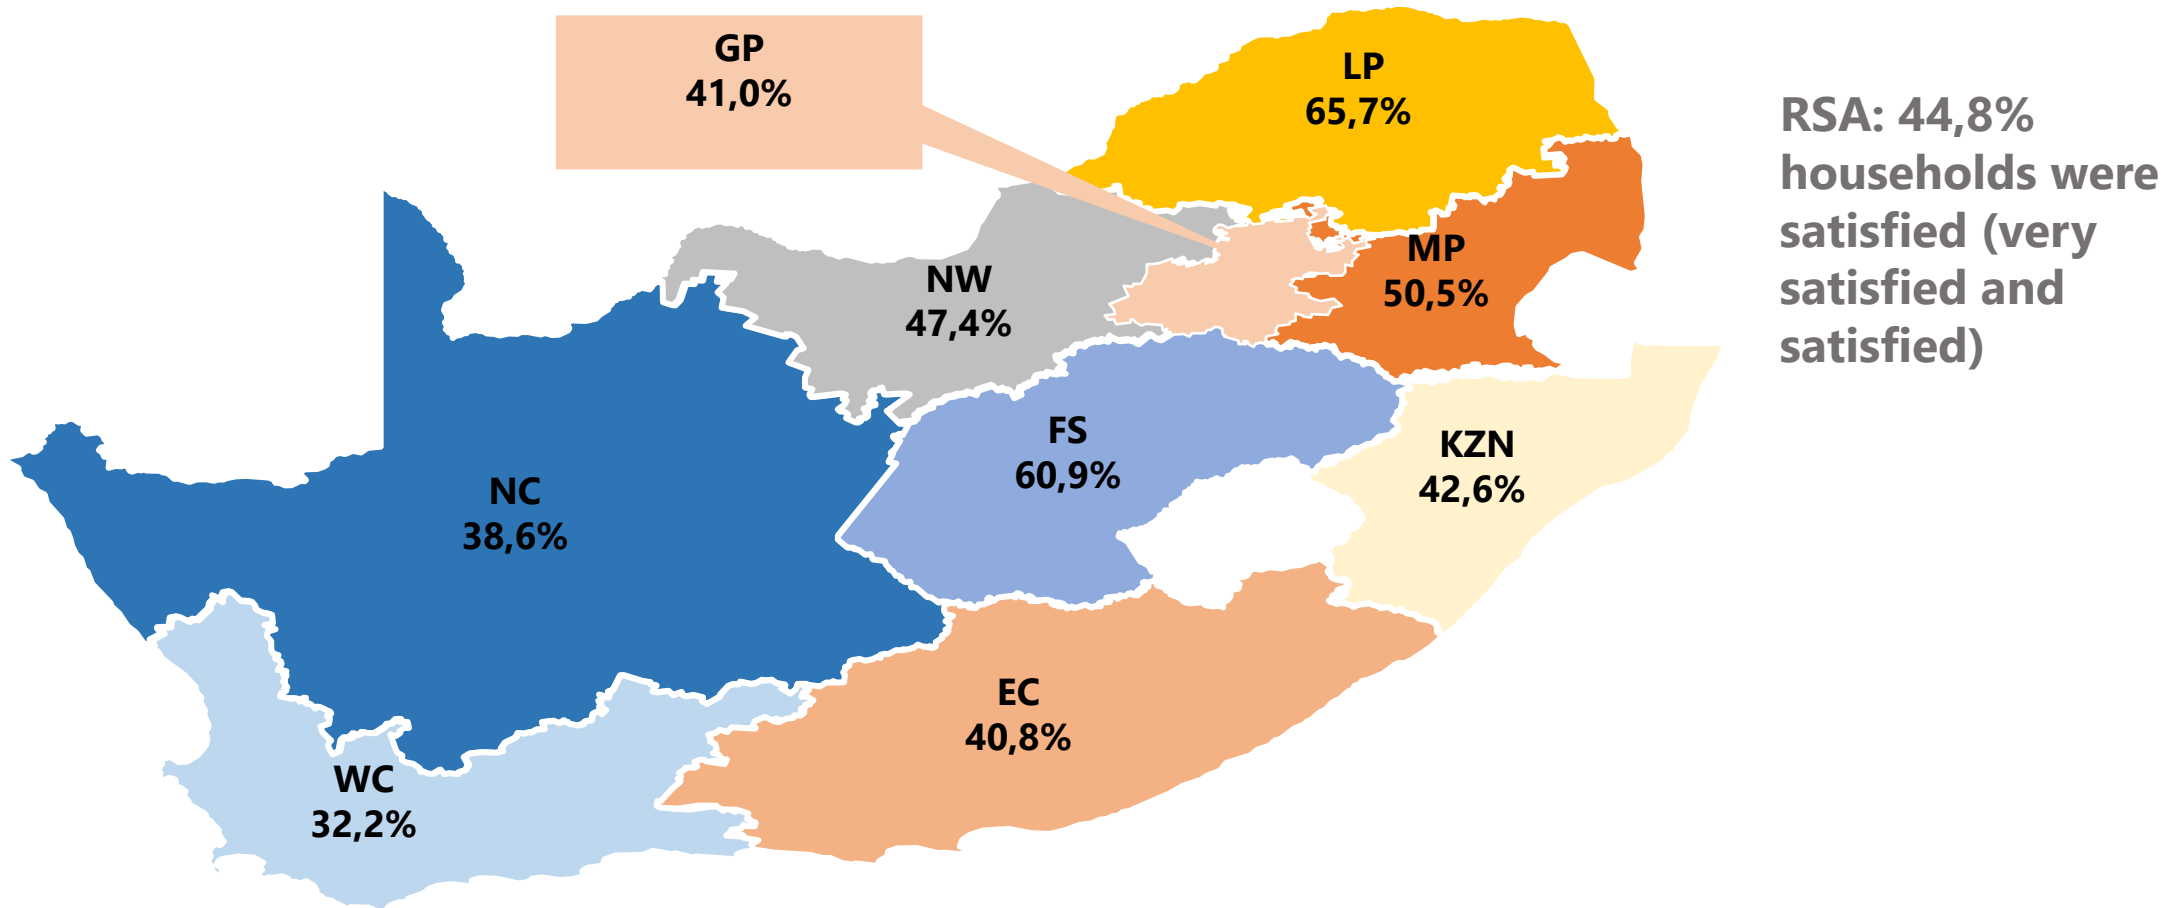 GP
41,0%
LP
65,7%
RSA: 44,8%
households were
satisfied (very
satisfied and
satisfied)
MP
50,5%
NW
47,4%
FS
60,9%
KZN
42,6%
NC
38,6%
EC
40,8%
WC
32,2%